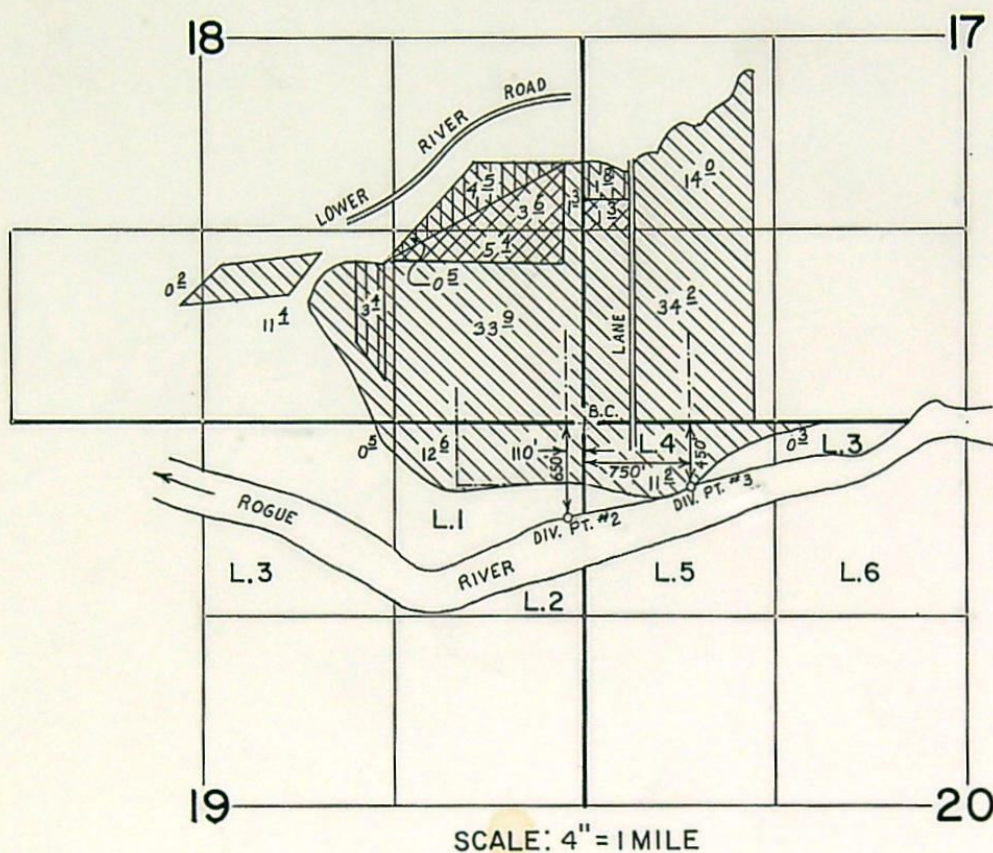 18
17
LOWER RIVER ROAD
4 5
3 6
1 3
1 8
1 3
14 0
5 4
0 5
0 2
11 4
3 4
33 9
34 2
LANE
B.C.
0 5
12 6
110'
650'
L.4
750'
450'
11 2
0 3
L.3
ROGUE
RIVER
L.1
DIV. PT. #2
DIV. PT. #3
L.3
L.2
L.5
L.6
19
20
SCALE: 4" = 1 MILE